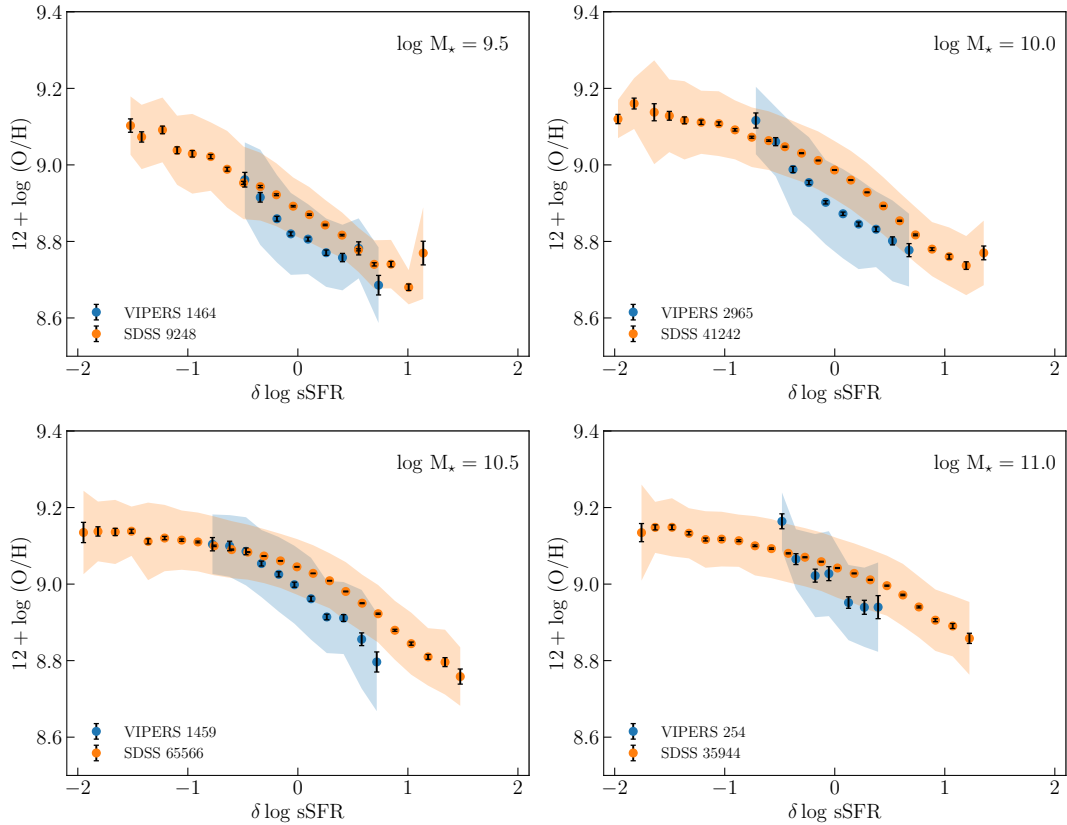 9.4
9.2
9.0
8.8
8.6
12 + log (O/H)
log M⋆ = 9.5
VIPERS 1464
SDSS 9248
−2 −1 0 1 2
δ log sSFR
9.4
9.2
9.0
8.8
8.6
12 + log (O/H)
log M⋆ = 10.0
VIPERS 2965
SDSS 41242
−2 −1 0 1 2
δ log sSFR
9.4
9.2
9.0
8.8
8.6
12 + log (O/H)
log M⋆ = 10.5
VIPERS 1459
SDSS 65566
−2 −1 0 1 2
δ log sSFR
9.4
9.2
9.0
8.8
8.6
12 + log (O/H)
log M⋆ = 11.0
VIPERS 254
SDSS 35944
−2 −1 0 1 2
δ log sSFR